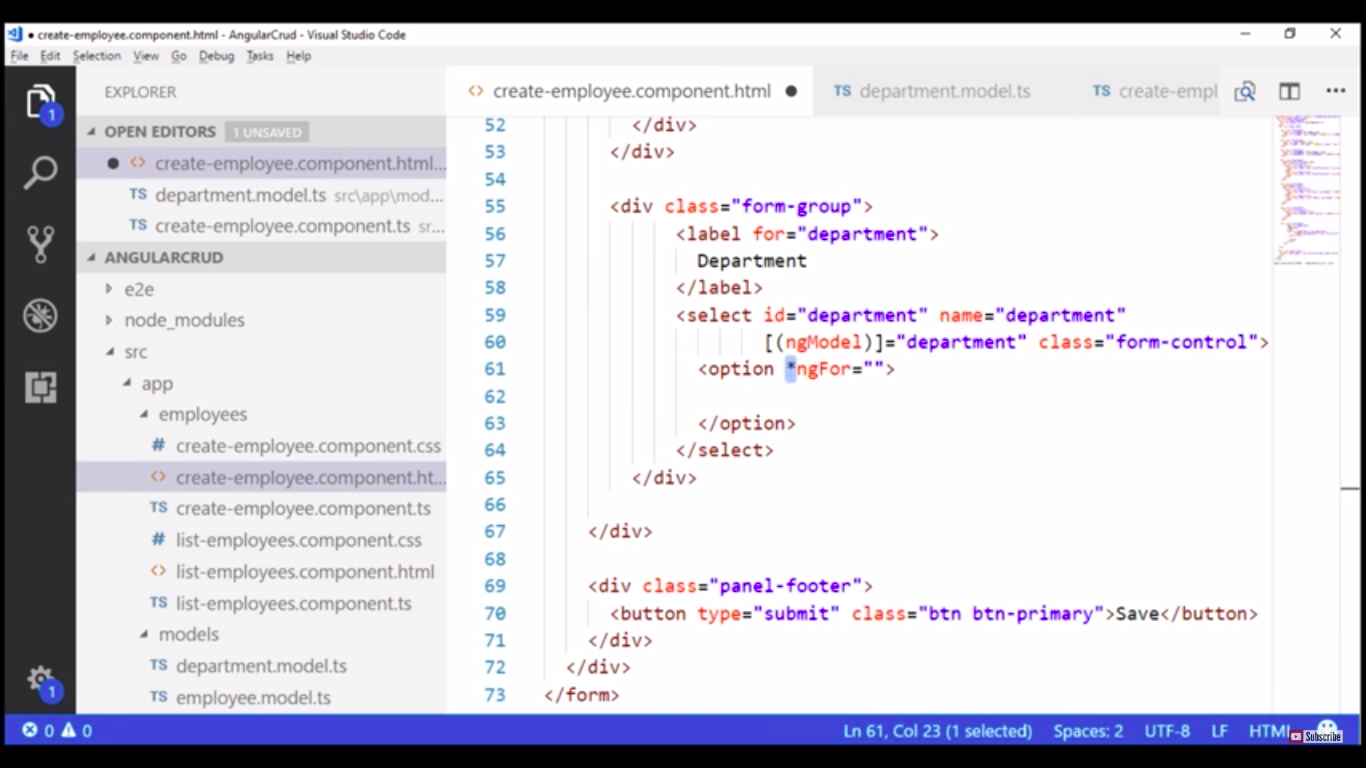 ● create-employee.component.html - AngularCrud - Visual Studio Code
File Edit Selection View Go Debug Tasks Help
EXPLORER
OPEN EDITORS 1 UNSAVED
● <> create-employee.component.html...
TS department.model.ts src\app\mod...
TS create-employee.component.ts sr...
ANGULARCRUD
e2e
node_modules
src
app
employees
# create-employee.component.css
<> create-employee.component.ht...
TS create-employee.component.ts
# list-employees.component.css
<> list-employees.component.html
TS list-employees.component.ts
models
TS department.model.ts
TS employee.model.ts
1
1
<> create-employee.component.html ● TS department.model.ts TS create-empl
52 </div>
53 </div>
54
55 <div class="form-group">
56 <label for="department">
57 Department
58 </label>
59 <select id="department" name="department"
60 [(ngModel)]="department" class="form-control">
61 <option *ngFor="">
62
63 </option>
64 </select>
65 </div>
66
67 </div>
68
69 <div class="panel-footer">
70 <button type="submit" class="btn btn-primary">Save</button>
71 </div>
72 </div>
73 </form>
0 0 Ln 61, Col 23 (1 selected) Spaces: 2 UTF-8 LF HTML
Subscribe